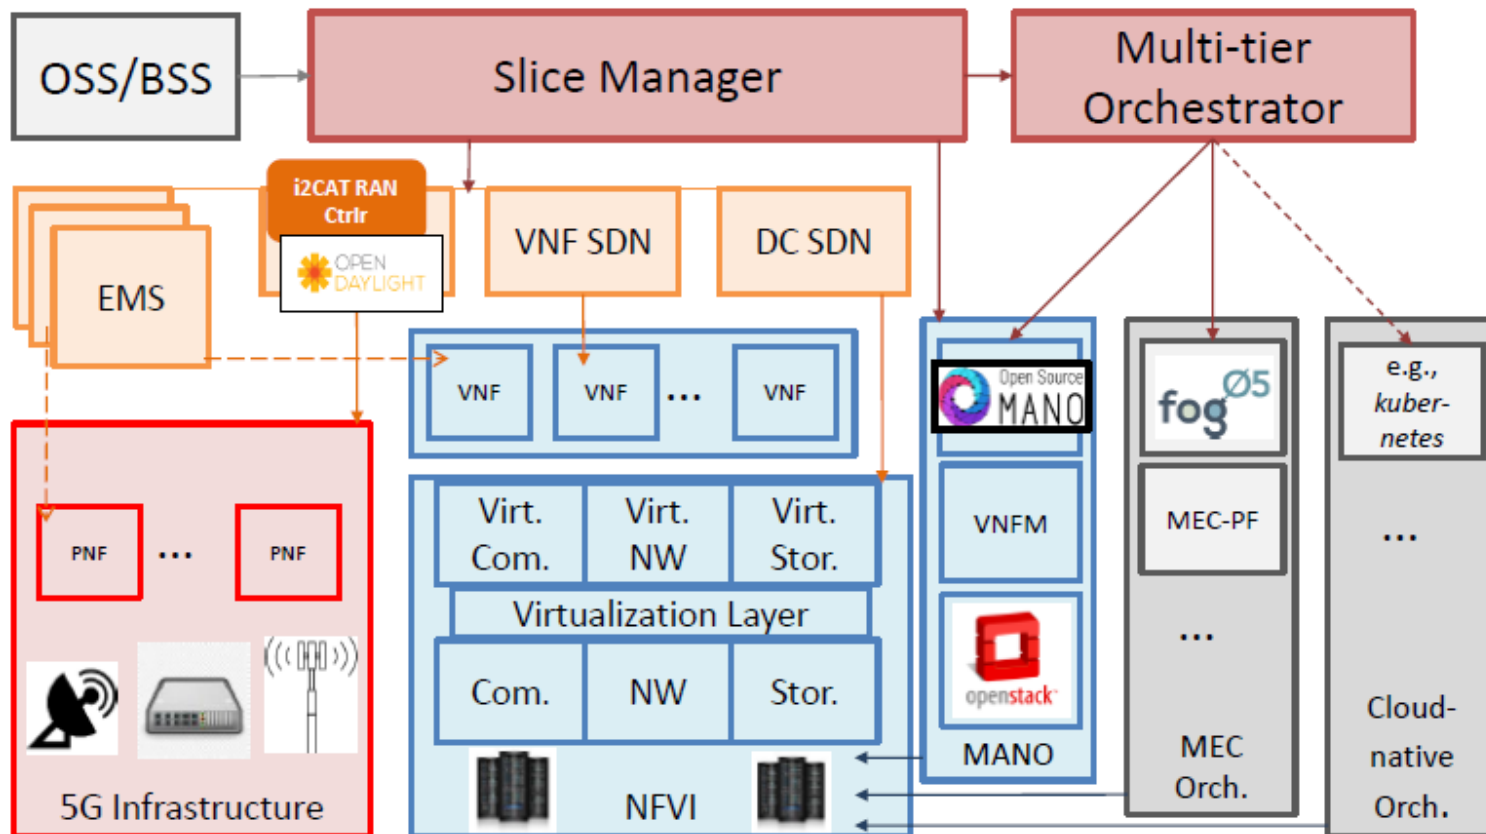 OSS/BSS
Slice Manager
Multi-tier
Orchestrator
i2CAT RAN
Ctrlr
OPEN
DAYLIGHT
VNF SDN
DC SDN
EMS
VNF
VNF
...
VNF
Open Source
MANO
fogØ5
e.g.,
kuber-
netes
PNF
...
PNF
Virt.
Com.
Virt.
NW
Virt.
Stor.
VNFM
MEC-PF
...
Virtualization Layer
...
Com.
NW
Stor.
openstack
MANO
MEC
Orch.
Cloud-
native
Orch.
5G Infrastructure
NFVI